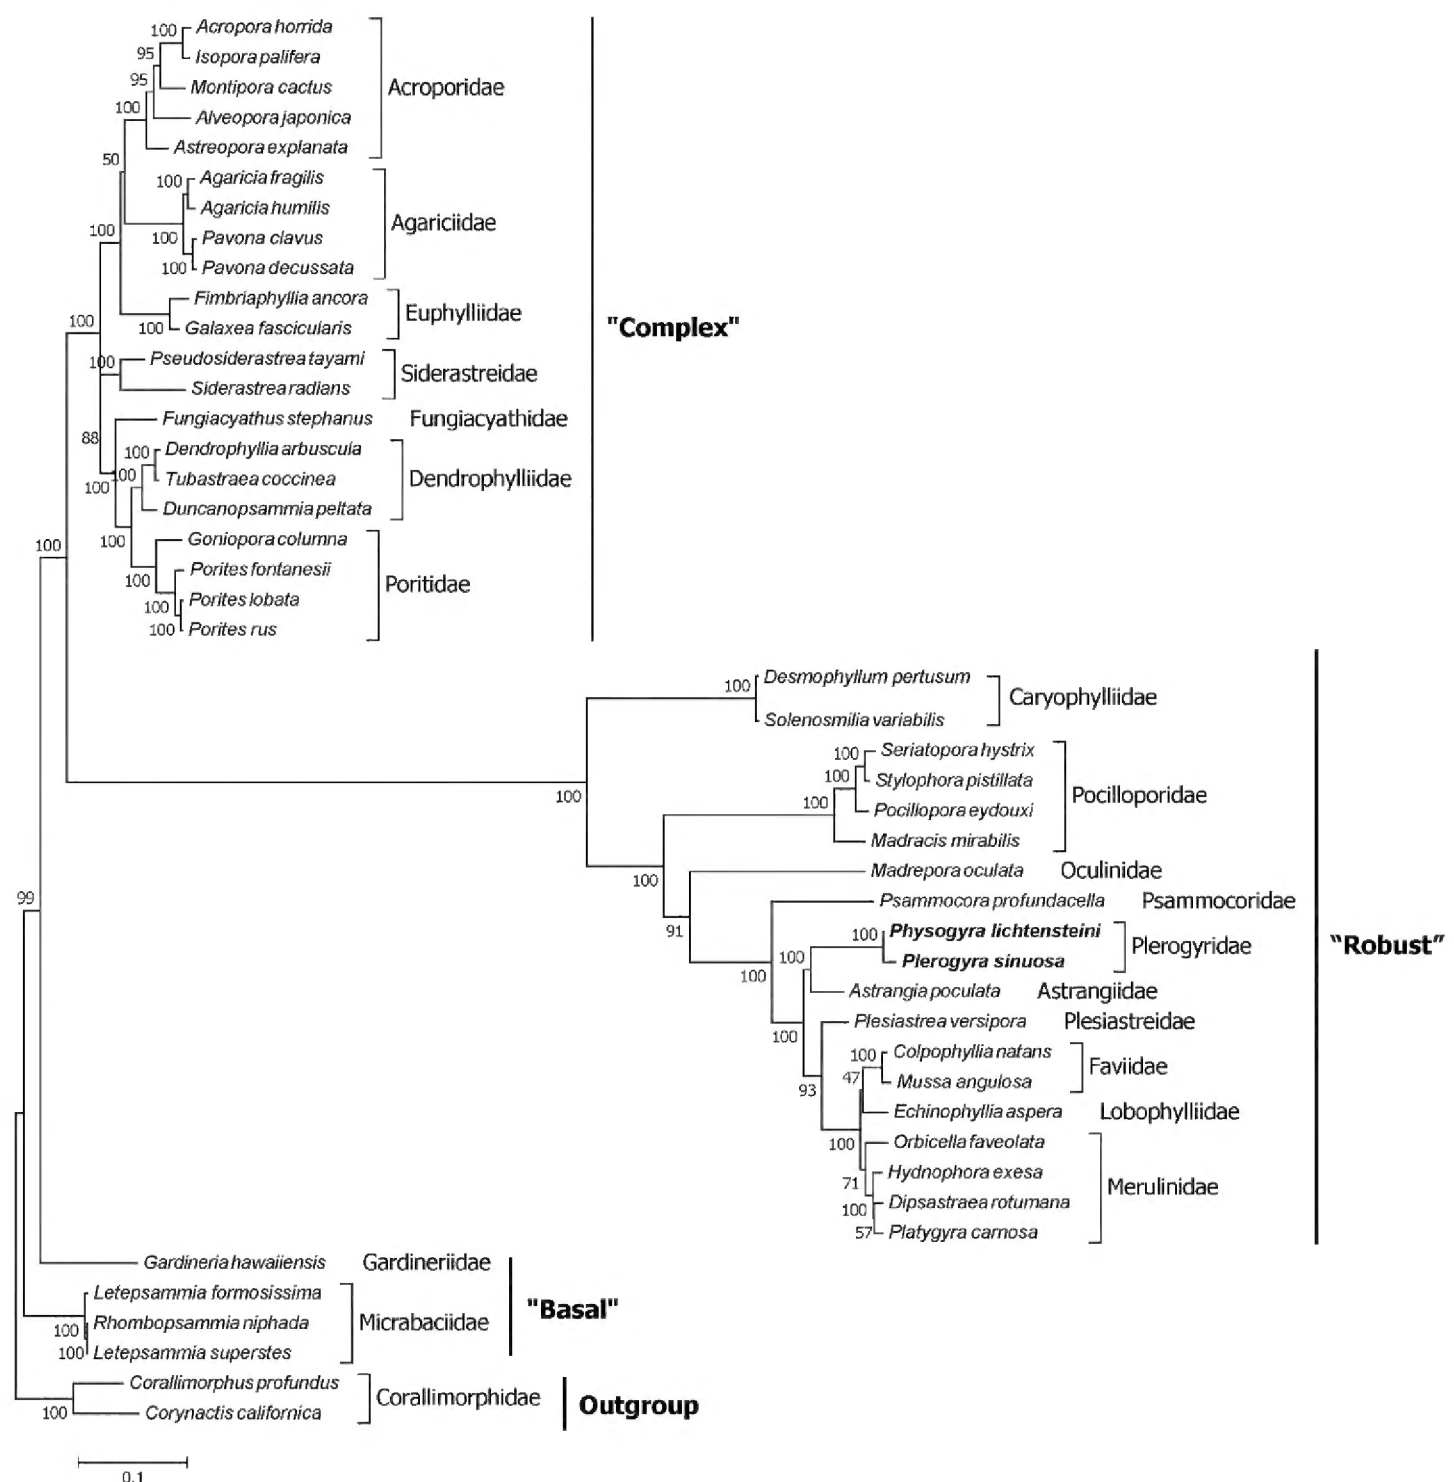 100 Acropora horrida
95 Isopora palifera
95 Montipora cactus
Acroporidae
100 Alveopora japonica
Astreopora explanata
50
100 Agaricia fragilis
Agaricia humilis
Agariciidae
100
100 Pavona clavus
100 Pavona decussata
Fimbriaphyllia ancora
Euphylliidae
100 Galaxea fascicularis
100
"Complex"
100 Pseudosiderastrea tayami
Siderastreidae
Siderastrea radians
Fungiacyathus stephanus Fungiacyathidae
88
100 Dendrophyllia arbuscula
100 Tubastraea coccinea
Dendrophylliidae
100
Duncanopsammia peltata
100 Goniopora columna
100
Porites fontanesii
100
Poritidae
100 Porites lobata
100 Porites rus
100 Desmophyllum pertusum
Caryophylliidae
Solenosmilia variabilis
100 Seriatopora hystrix
100 Stylophora pistillata
Pocilloporidae
100
100 Pocillopora eydouxi
Madracis mirabilis
100 Madrepora oculata Oculinidae
99
Psammocora profundacella Psammocoridae
91
100 Physogyra lichtensteini
Plerogyridae
"Robust"
100 Plerogyra sinuosa
100
Astrangia poculata Astrangiidae
Plesiastrea versipora Plesiastreidae
100
100 Colpophyllia natans
Faviidae
47
93 Mussa angulosa
Echinophyllia aspera Lobophylliidae
100 Orbicella faveolata
71 Hydnophora exesa
Merulinidae
100 Dipsastraea rotumana
57 Platygyra carnosa
Gardineria hawaiiensis Gardineriidae
Letepsammia formosissima
"Basal"
100 Rhombopsammia niphada
Micrabaciidae
100 Letepsammia superstes
Corallimorphus profundus
Corallimorphidae
Outgroup
100 Corynactis californica
0.1